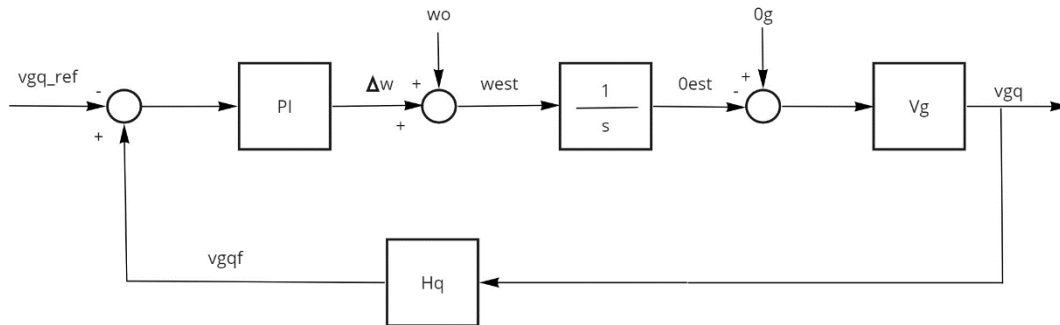 wo
0g
vgq_ref
-
+
PI
Δw
+
+
west
1
s
0est
+
-
Vg
vgq
vgqf
Hq